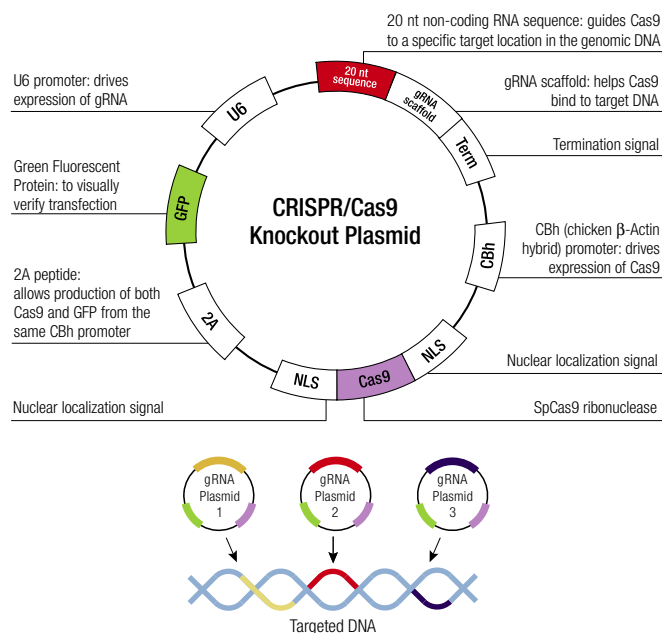 20 nt non-coding RNA sequence: guides Cas9
to a specific target location in the genomic DNA
U6 promoter: drives
expression of gRNA
gRNA scaffold: helps Cas9
bind to target DNA
Termination signal
Green Fluorescent
Protein: to visually
verify transfection
CBh (chicken β-Actin
hybrid) promoter: drives
expression of Cas9
2A peptide:
allows production of both
Cas9 and GFP from the
same CBh promoter
Nuclear localization signal
Nuclear localization signal
SpCas9 ribonuclease
CRISPR/Cas9
Knockout Plasmid
20 nt
sequence
gRNA
scaffold
Term
CBh
NLS
Cas9
NLS
2A
GFP
U6
gRNA
Plasmid
1
gRNA
Plasmid
2
gRNA
Plasmid
3
Targeted DNA